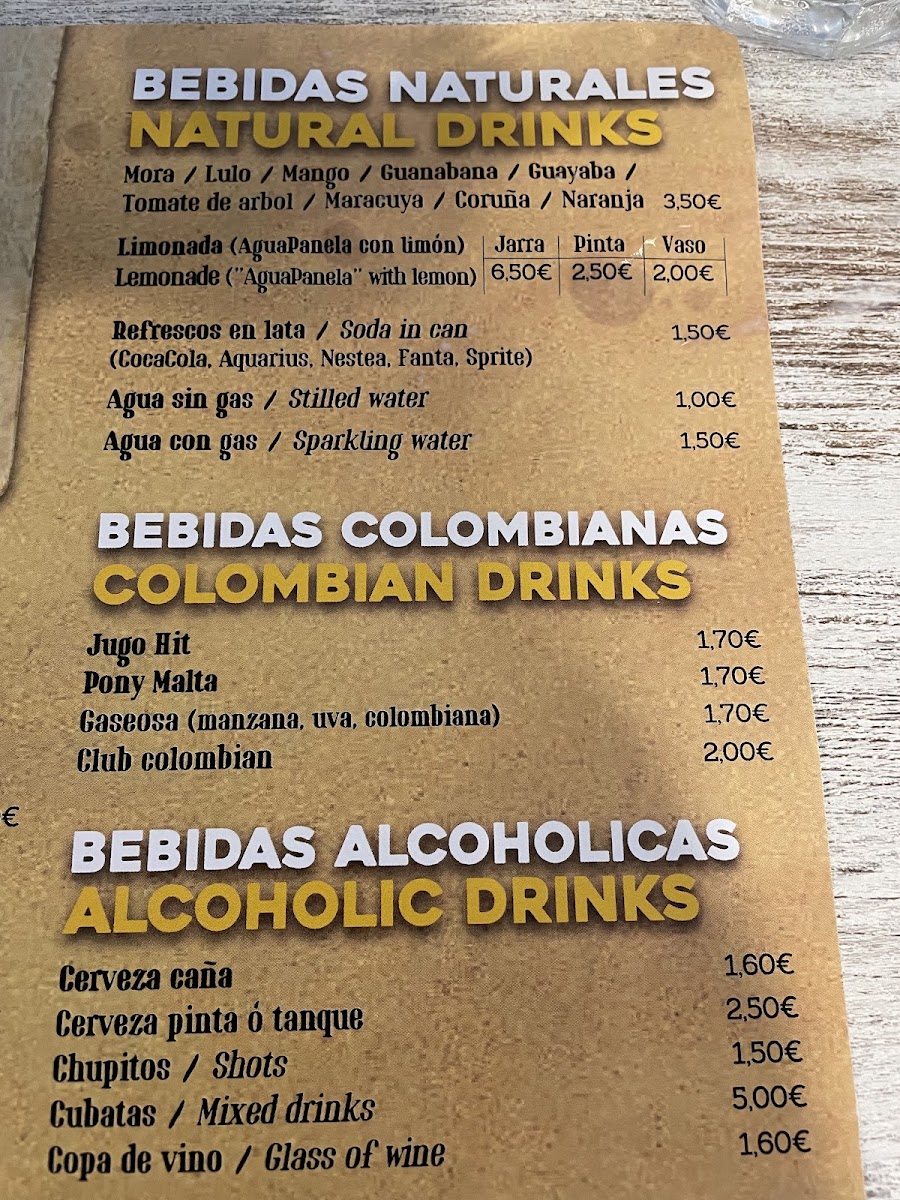 BEBIDAS NATURALES
NATURAL DRINKS
Mora / Lulo / Mango / Guanabana / Guayaba /
Tomate de arbol / Maracuya / Coruña / Naranja 3,50€
Limonada (AguaPanela con limón) Jarra Pinta Vaso
Lemonade ("AguaPanela" with lemon) 6,50€ 2,50€ 2,00€
Refrescos en lata / Soda in can 1,50€
(CocaCola, Aquarius, Nestea, Fanta, Sprite)
Agua sin gas / Stilled water 1,00€
Agua con gas / Sparkling water 1,50€
BEBIDAS COLOMBIANAS
COLOMBIAN DRINKS
Jugo Hit 1,70€
Pony Malta 1,70€
Gaseosa (manzana, uva, colombiana) 1,70€
Club colombian 2,00€
€
BEBIDAS ALCOHOLICAS
ALCOHOLIC DRINKS
Cerveza caña 1,60€
Cerveza pinta ó tanque 2,50€
Chupitos / Shots 1,50€
Cubatas / Mixed drinks 5,00€
Copa de vino / Glass of wine 1,60€